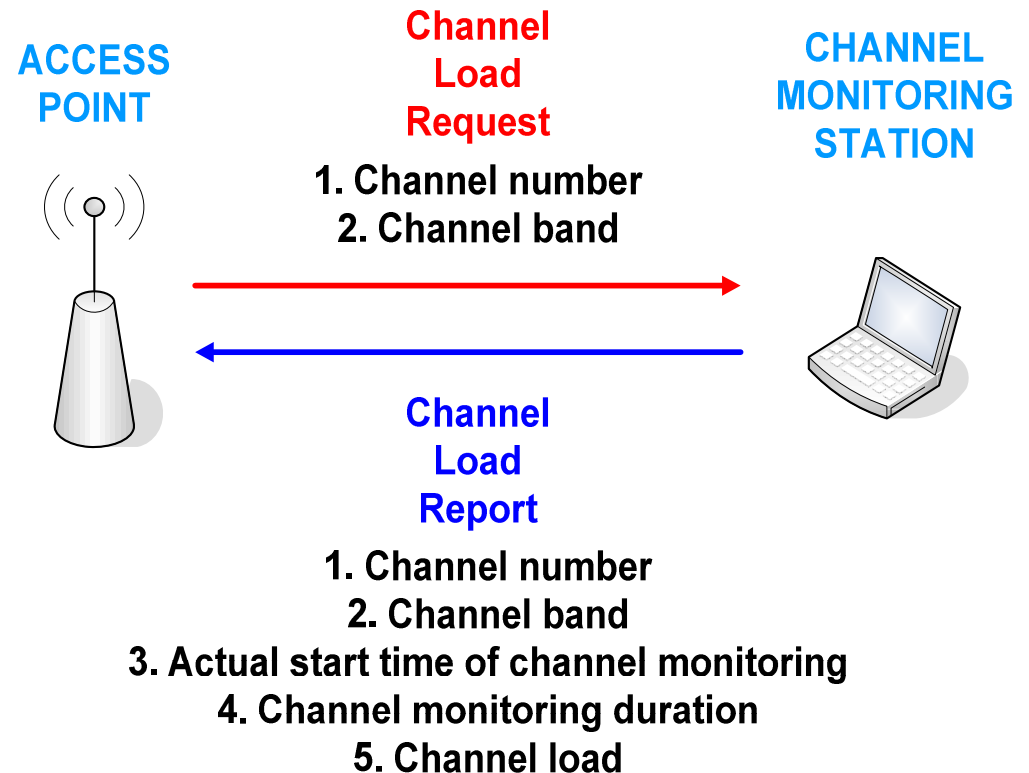 ACCESS
POINT
Channel
Load
Request
CHANNEL
MONITORING
STATION
1. Channel number
2. Channel band
Channel
Load
Report
1. Channel number
2. Channel band
3. Actual start time of channel monitoring
4. Channel monitoring duration
5. Channel load